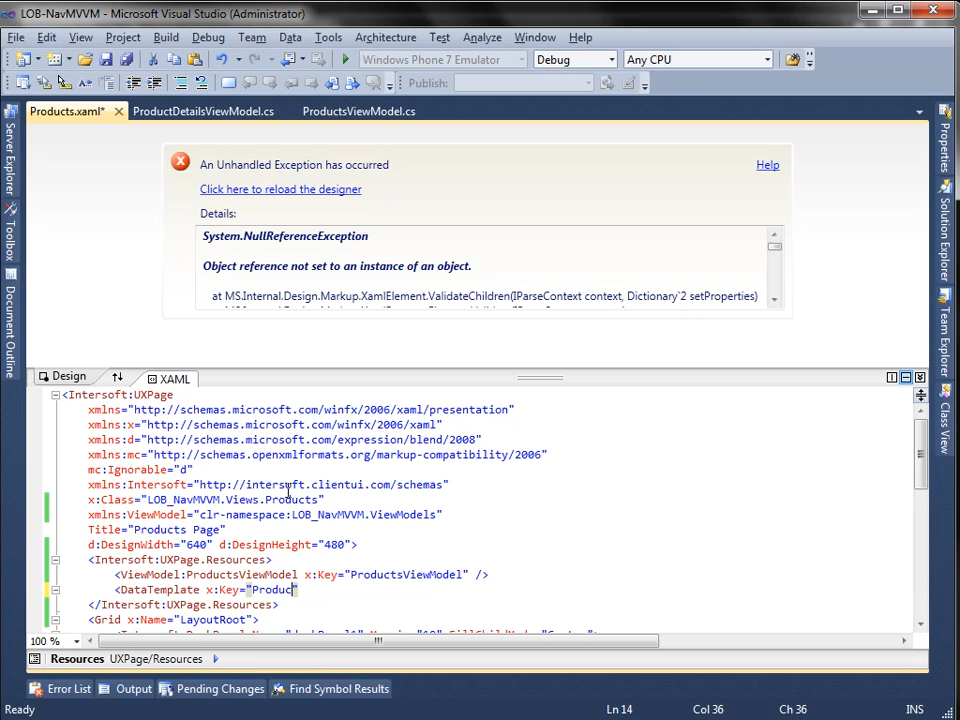 LOB-NavMVVM - Microsoft Visual Studio (Administrator)
File Edit View Project Build Debug Team Data Tools Architecture Test Analyze Window Help
Windows Phone 7 Emulator Debug Any CPU
Publish:
Products.xaml* ProductDetailsViewModel.cs ProductsViewModel.cs
Server Explorer
Toolbox
Document Outline
Properties
Solution Explorer
Team Explorer
Class View
An Unhandled Exception has occurred Help
Click here to reload the designer
Details:
System.NullReferenceException
Object reference not set to an instance of an object.
at MS.Internal.Design.Markup.XamlElement.ValidateChildren(IParseContext context, Dictionary`2 setProperties)
Design XAML
<Intersoft:UXPage
xmlns="http://schemas.microsoft.com/winfx/2006/xaml/presentation"
xmlns:x="http://schemas.microsoft.com/winfx/2006/xaml"
xmlns:d="http://schemas.microsoft.com/expression/blend/2008"
xmlns:mc="http://schemas.openxmlformats.org/markup-compatibility/2006"
mc:Ignorable="d"
xmlns:Intersoft="http://intersoft.clientui.com/schemas"
x:Class="LOB_NavMVVM.Views.Products"
xmlns:ViewModel="clr-namespace:LOB_NavMVVM.ViewModels"
Title="Products Page"
d:DesignWidth="640" d:DesignHeight="480">
<Intersoft:UXPage.Resources>
<ViewModel:ProductsViewModel x:Key="ProductsViewModel" />
<DataTemplate x:Key="Produc"
</Intersoft:UXPage.Resources>
<Grid x:Name="LayoutRoot">
100 %
Resources UXPage/Resources
Error List Output Pending Changes Find Symbol Results
Ready Ln 14 Col 36 Ch 36 INS